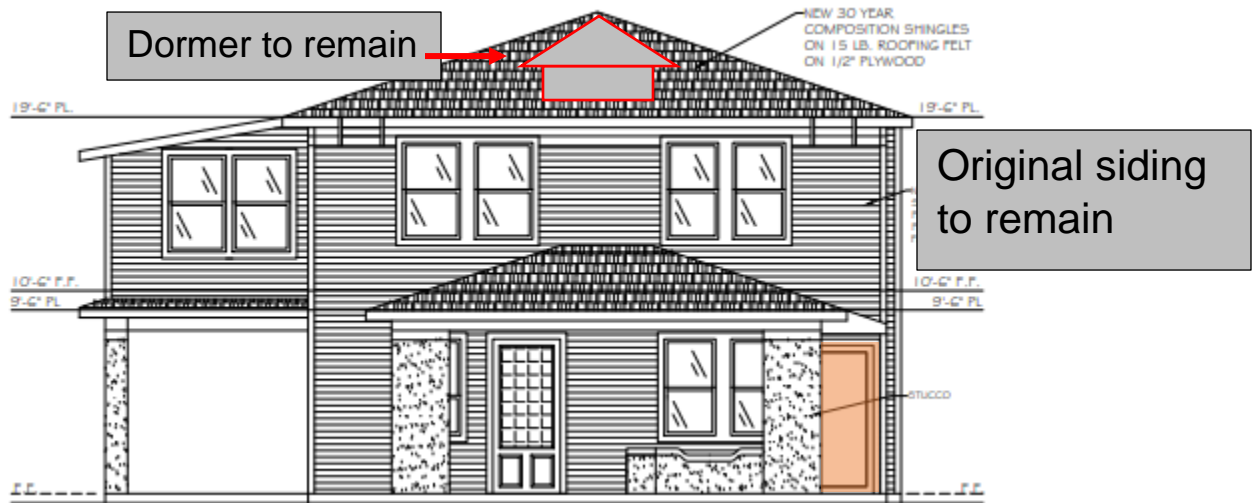 Dormer to remain
NEW 30 YEAR
COMPOSITION SHINGLES
ON 15 LB. ROOFING FELT
ON 1/2" PLYWOOD
19'-6" PL.
19'-6" PL.
Original siding
to remain
10'-6" F.F.
10'-6" F.F.
9'-6" PL
9'-6" PL
STUCCO
F.F.
F.F.